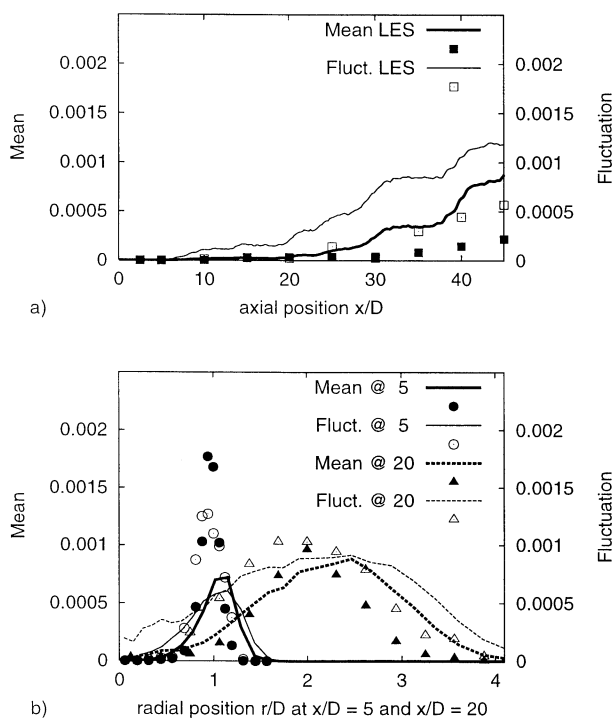 Mean LES
Fluct. LES
0.002
0.0015
0.001
0.0005
0
Mean
0.002
0.0015
0.001
0.0005
0
Fluctuation
0 10 20 30 40
axial position x/D
a)
Mean @ 5
Fluct. @ 5
Mean @ 20
Fluct. @ 20
0.002
0.0015
0.001
0.0005
0
Mean
0.002
0.0015
0.001
0.0005
0
Fluctuation
0 1 2 3 4
radial position r/D at x/D = 5 and x/D = 20
b)